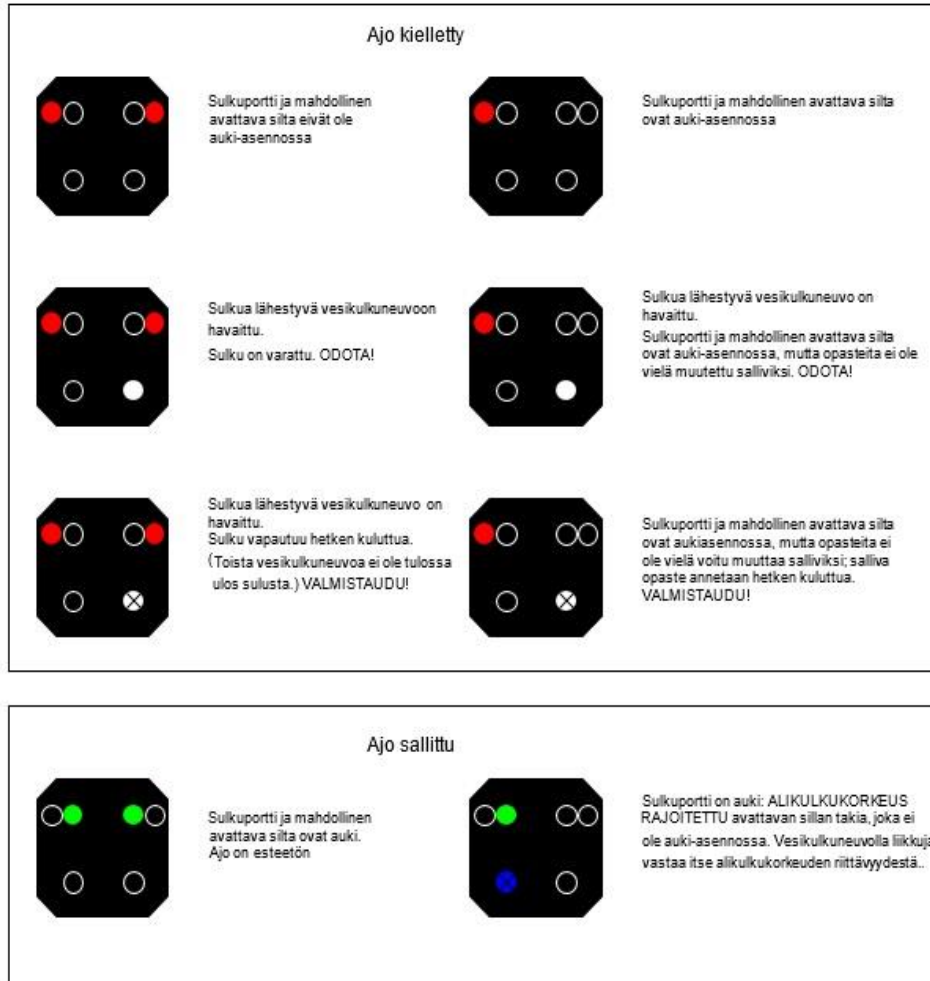 Ajo kielletty
Sulkuportti ja mahdollinen
avattava silta eivät ole
auki-asennossa
Sulkuportti ja mahdollinen avattava silta
ovat auki-asennossa
Sulkua lähestyvä vesikulkuneuvoon
havaittu.
Sulku on varattu. ODOTA!
Sulkua lähestyvä vesikulkuneuvo on
havaittu.
Sulkuportti ja mahdollinen avattava silta
ovat auki-asennossa, mutta opasteita ei ole
vielä muutettu salliviksi. ODOTA!
Sulkua lähestyvä vesikulkuneuvo on
havaittu.
Sulku vapautuu hetken kuluttua.
(Toista vesikulkuneuvoa ei ole tulossa
ulos sulusta.) VALMISTAUDU!
Sulkuportti ja mahdollinen avattava silta
ovat aukiasennossa, mutta opasteita ei
ole vielä voitu muuttaa salliviksi; salliva
opaste annetaan hetken kuluttua.
VALMISTAUDU!
Ajo sallittu
Sulkuportti ja mahdollinen
avattava silta ovat auki.
Ajo on esteetön
Sulkuportti on auki: ALIKULKUKORKEUS
RAJOITETTU avattavan sillan takia, joka ei
ole auki-asennossa. Vesikulkuneuvolla liikkuja
vastaa itse alikulkukorkeuden riittävyydestä..